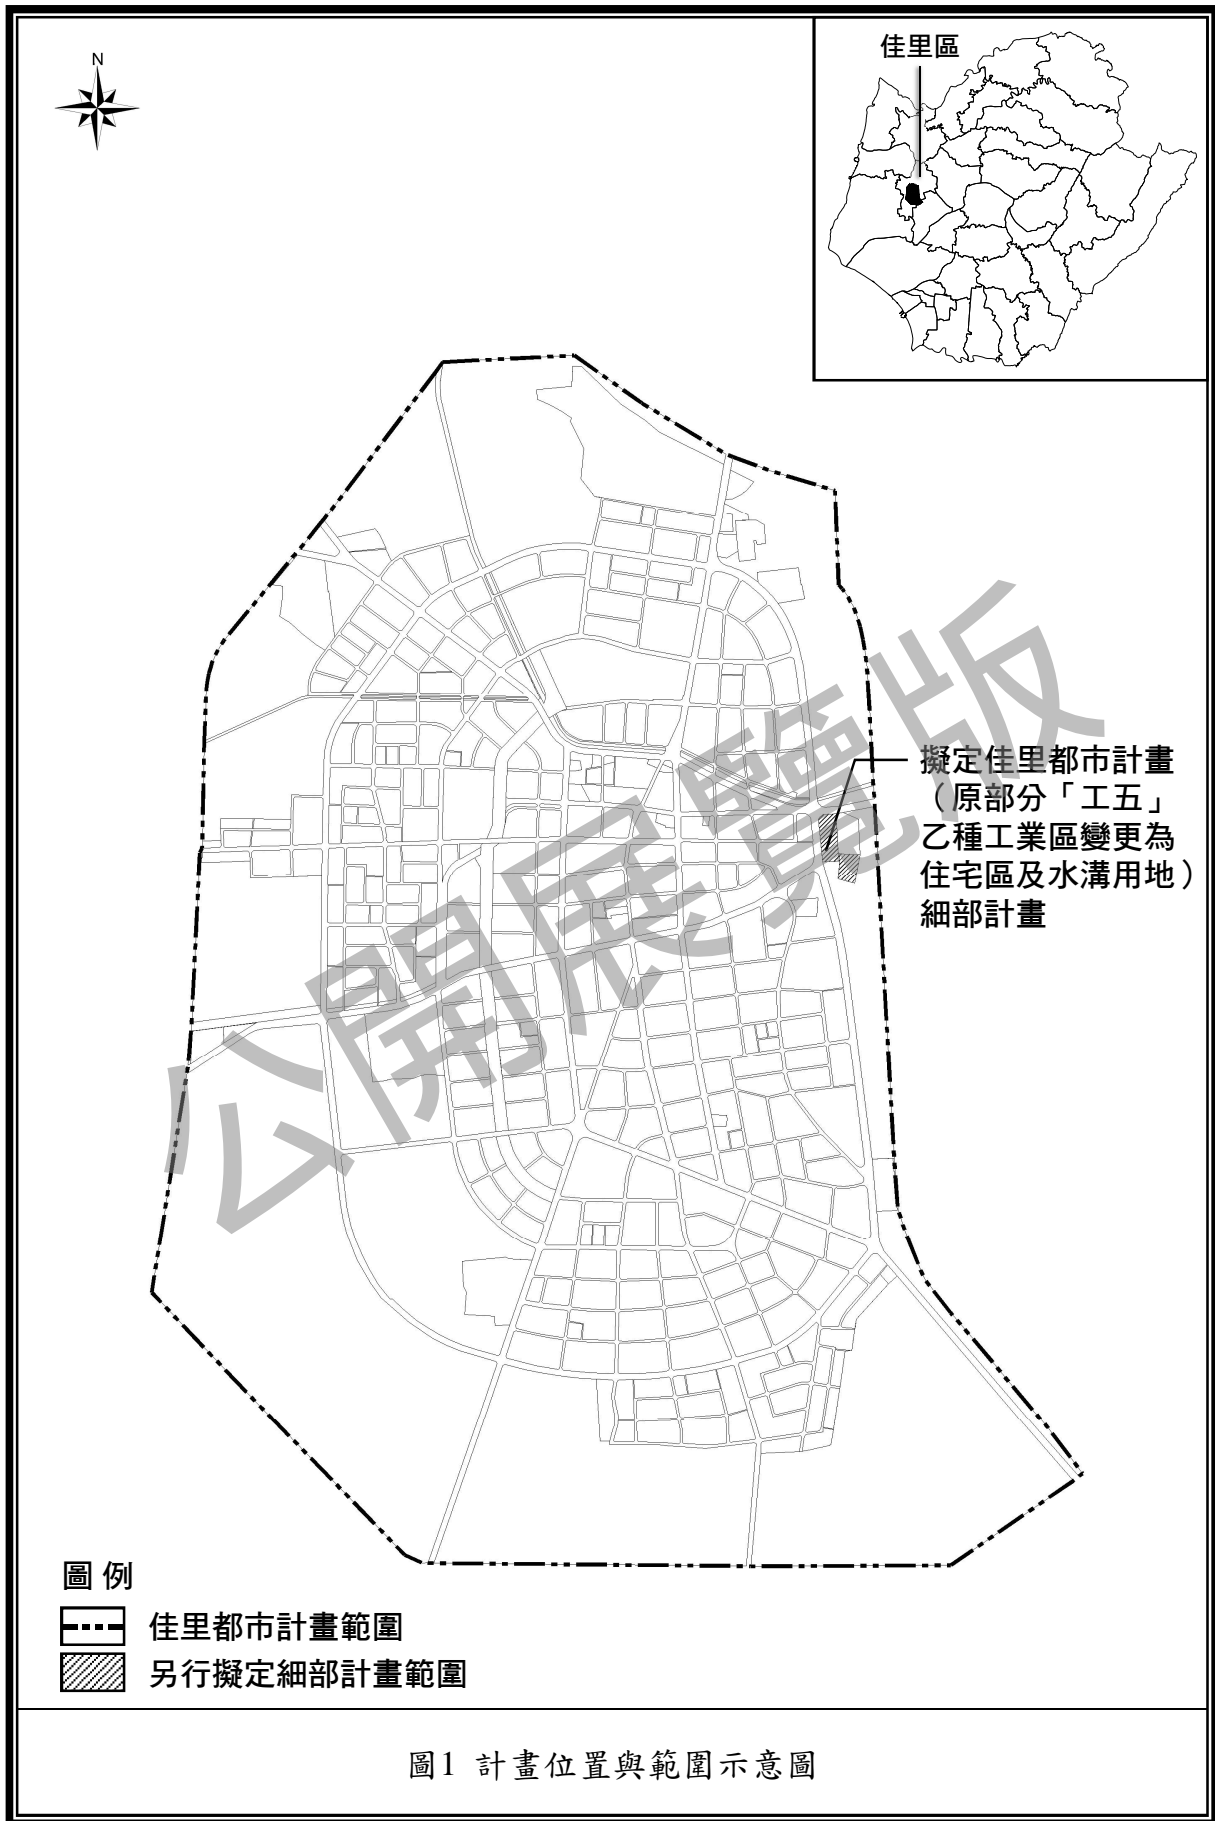 N
佳里區
擬定佳里都市計畫
（原部分「工五」
乙種工業區變更為
住宅區及水溝用地）
細部計畫
公開展覽版
圖例
佳里都市計畫範圍
另行擬定細部計畫範圍
圖1 計畫位置與範圍示意圖